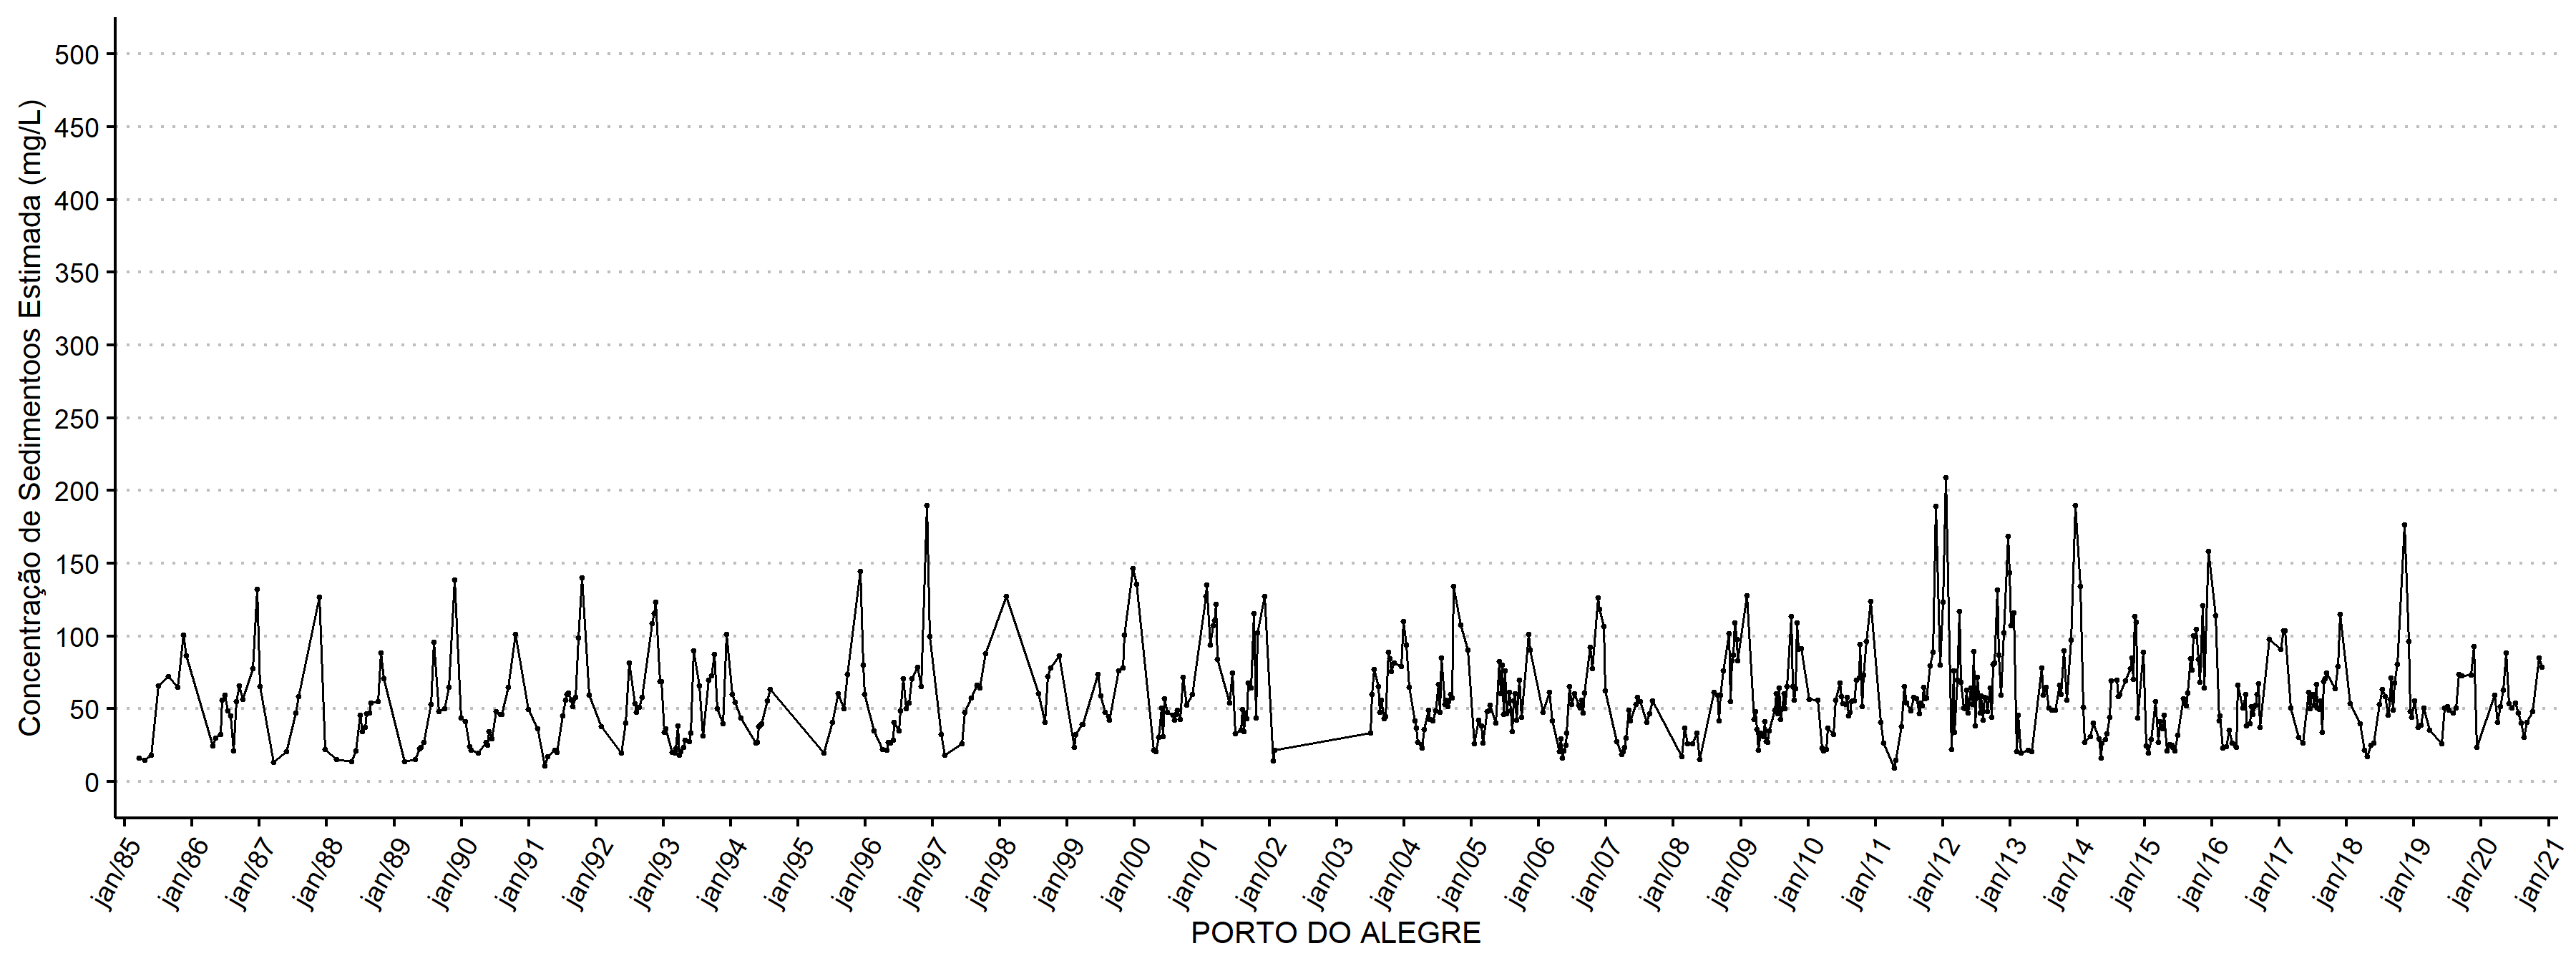 Concentração de Sedimentoos Estimada (mg/L)
500
450
400
350
300
250
200
150
100
50
0
jan/85
jan/86
jan/87
jan/88
jan/89
jan/90
jan/91
jan/92
jan/93
jan/94
jan/95
jan/96
jan/97
jan/98
jan/99
jan/00
jan/01
jan/02
jan/03
jan/04
jan/05
jan/06
jan/07
jan/08
jan/09
jan/10
jan/11
jan/12
jan/13
jan/14
jan/15
jan/16
jan/17
jan/18
jan/19
jan/20
jan/21
PORTO DO ALEGRE